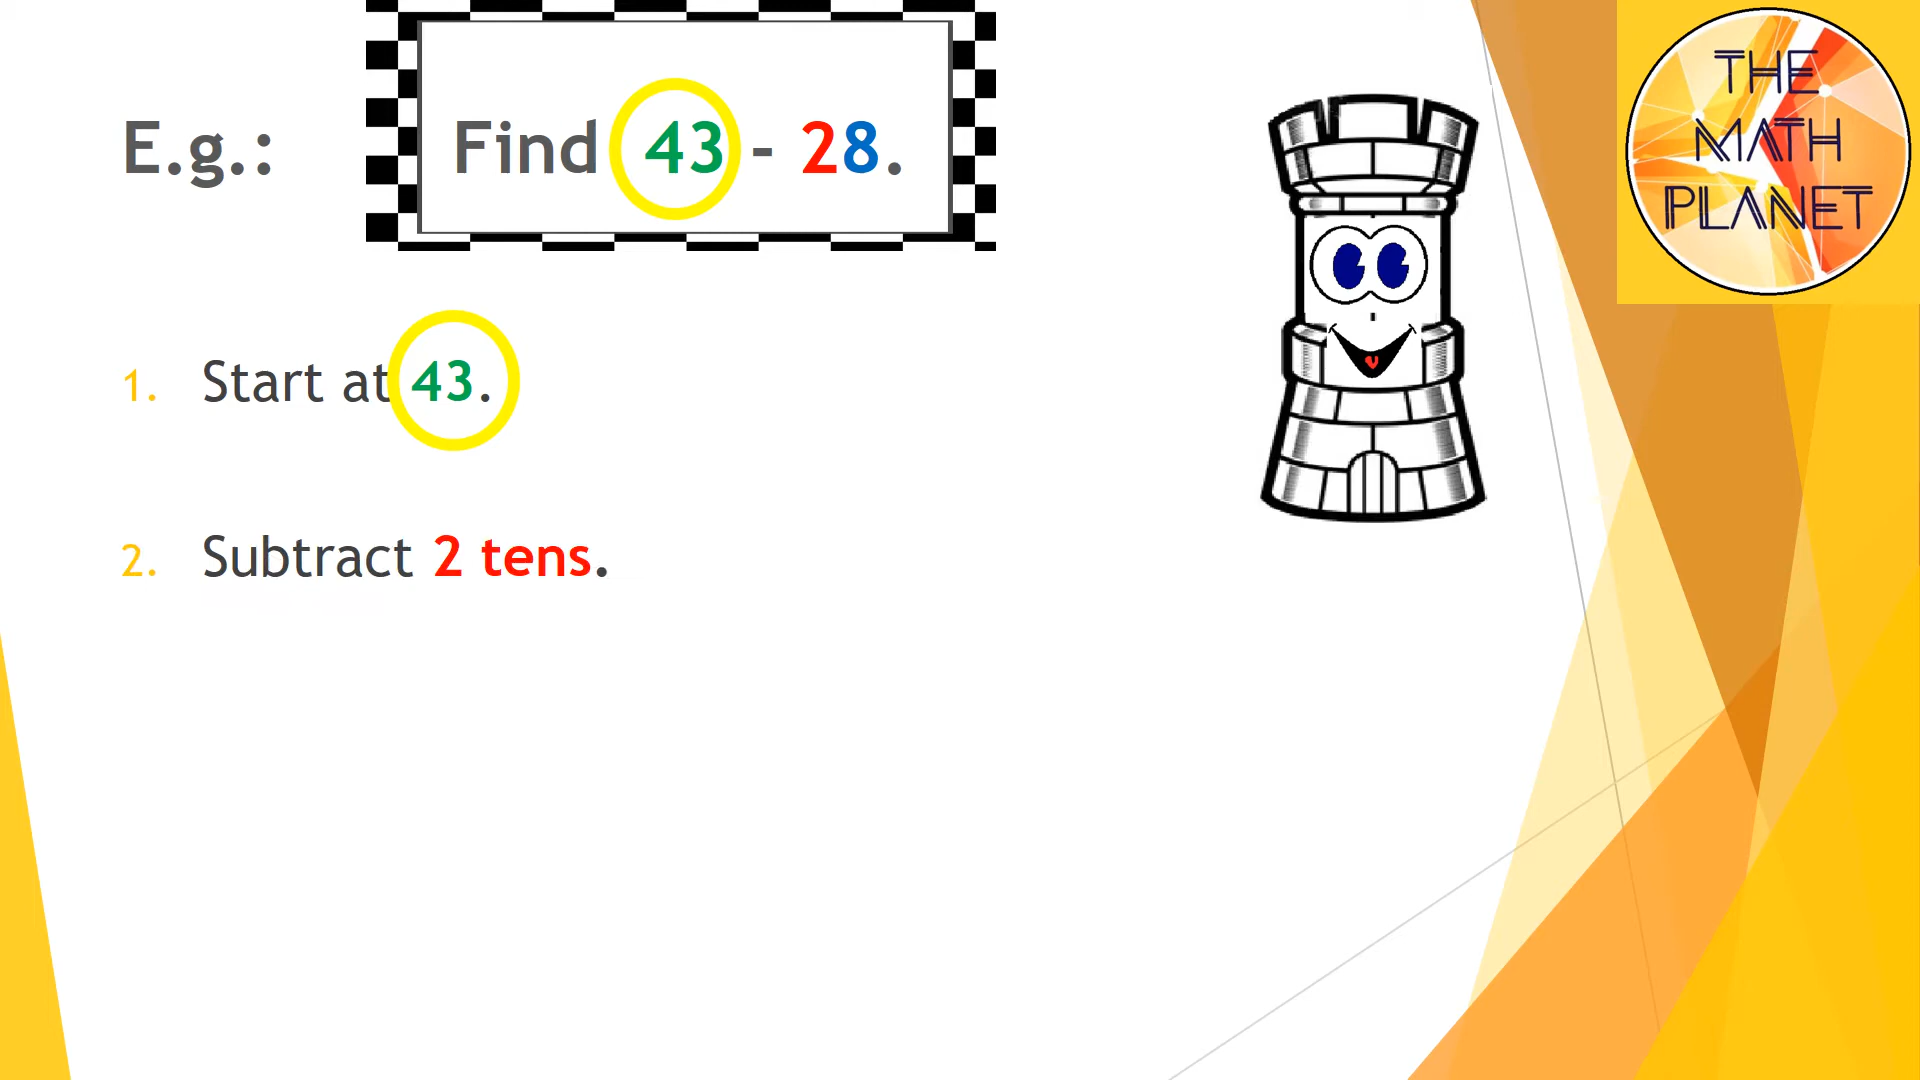 E.g.:
Find 43 - 28.
THE
MATH
PLANET
1. Start at 43.
2. Subtract 2 tens.